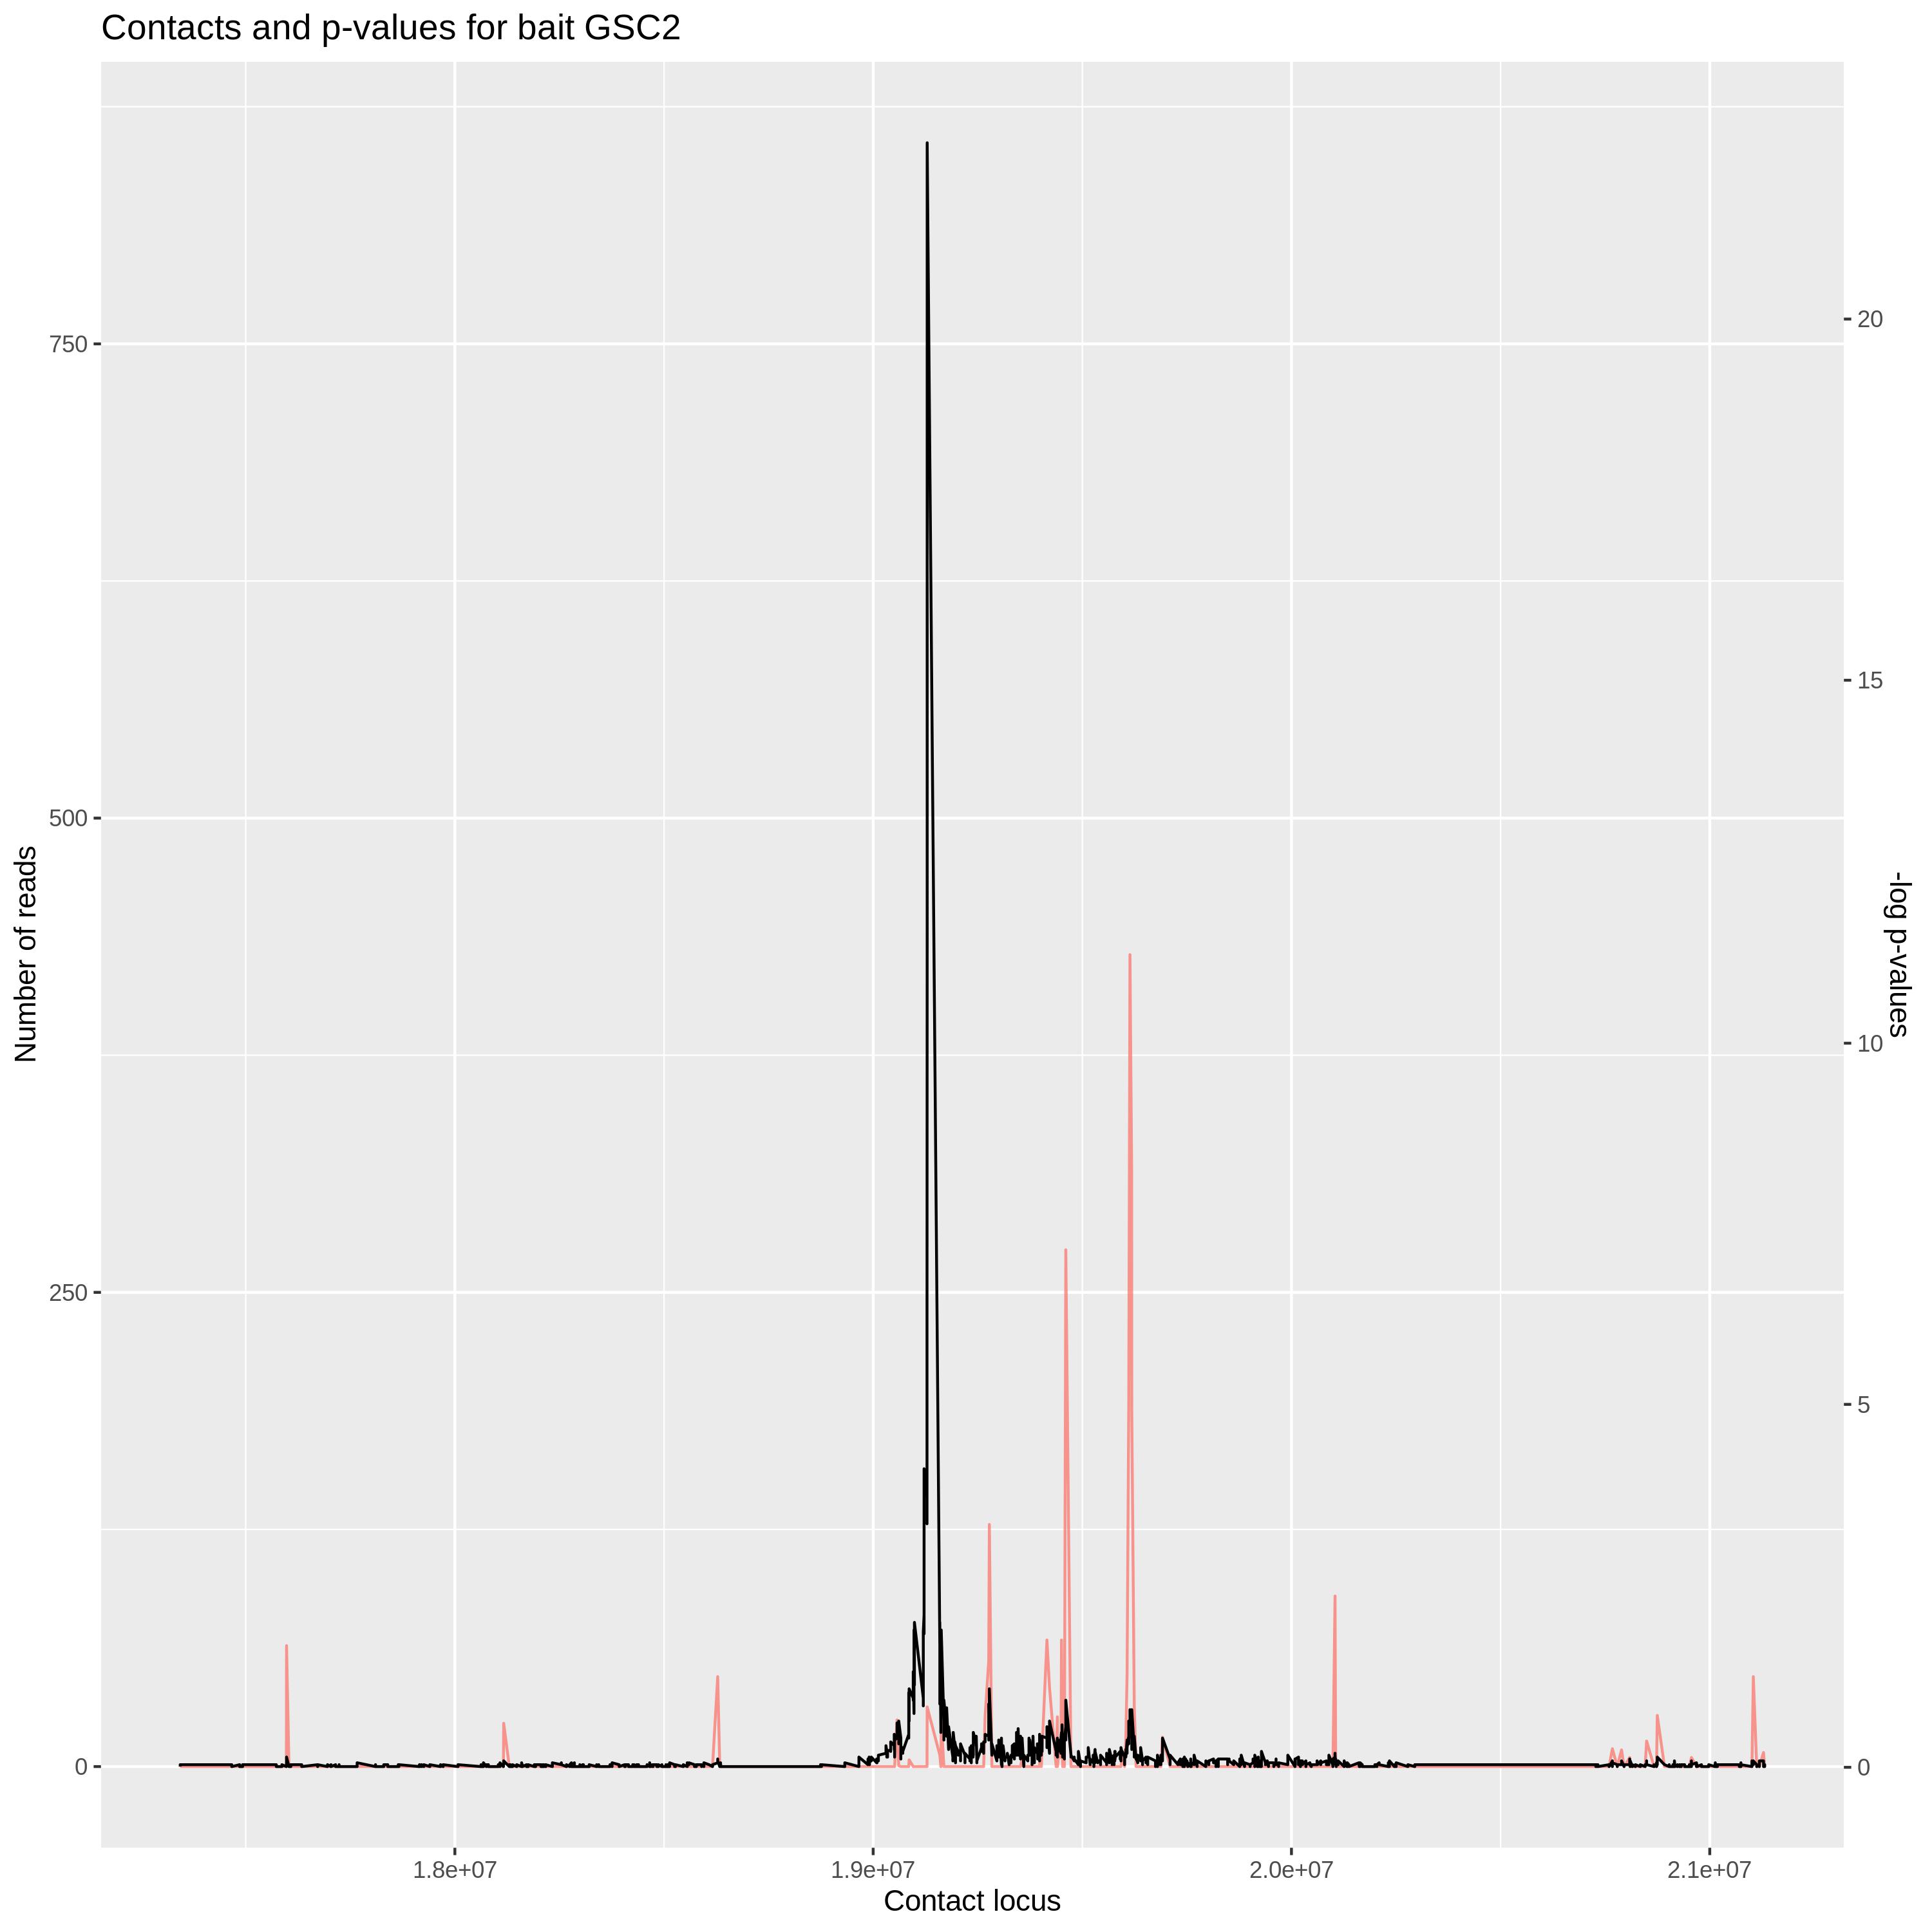 Contacts and p-values for bait GSC2
750
500
250
0
Number of reads
20
15
10
5
0
-log p-values
1.8e+07
1.9e+07
2.0e+07
2.1e+07
Contact locus